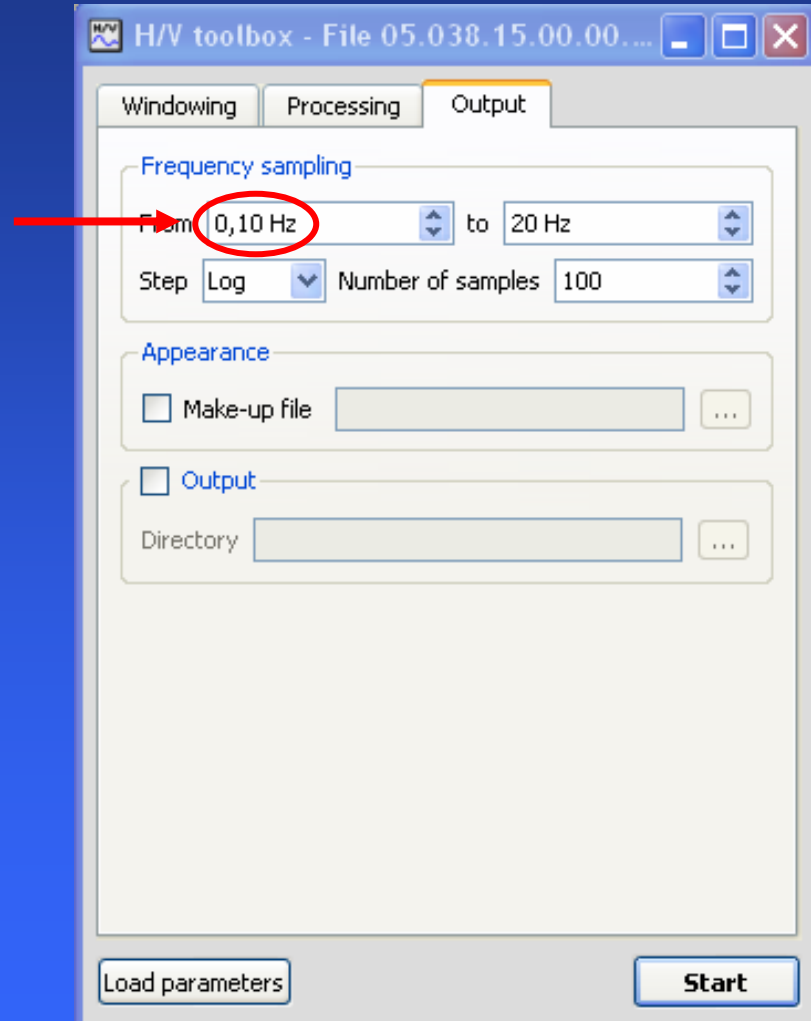 H/V toolbox - File 05.038.15.00.00....
Windowing Processing Output
Frequency sampling
From 0,10 Hz to 20 Hz
Step Log Number of samples 100
Appearance
Make-up file ...
Output
Directory ...
Load parameters Start